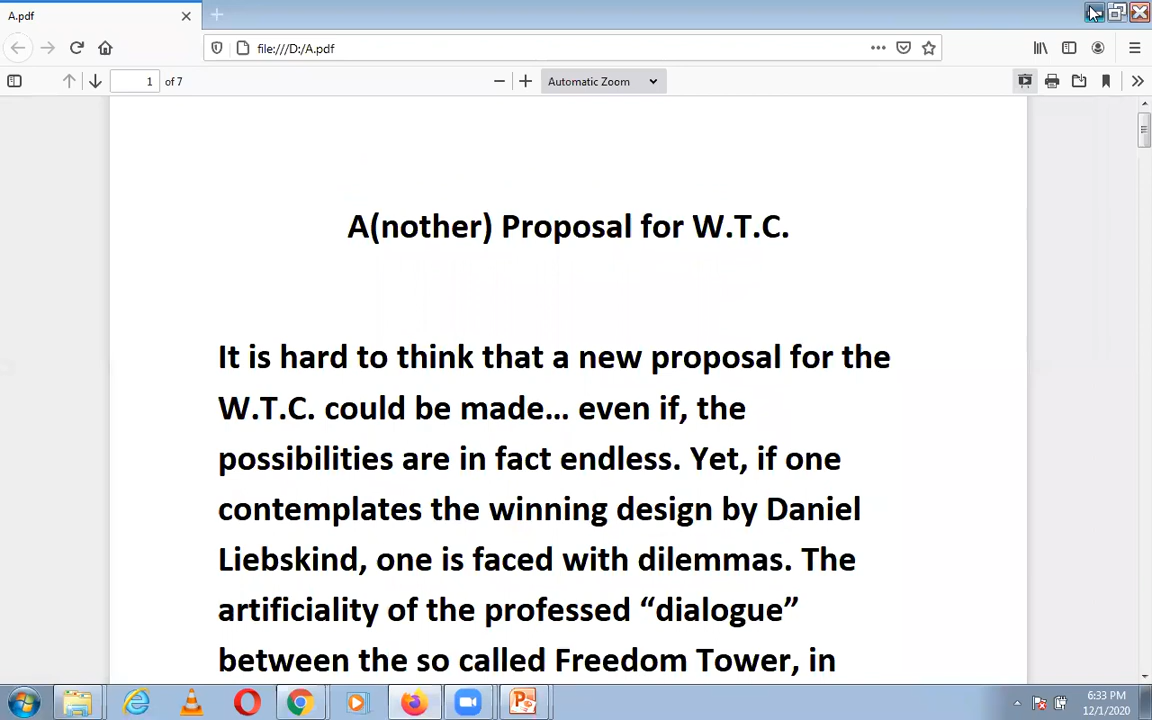 A.pdf
file:///D:/A.pdf
1 of 7
Automatic Zoom
A(nother) Proposal for W.T.C.
It is hard to think that a new proposal for the
W.T.C. could be made... even if, the
possibilities are in fact endless. Yet, if one
contemplates the winning design by Daniel
Liebskind, one is faced with dilemmas. The
artificiality of the professed “dialogue”
between the so called Freedom Tower, in
6:33 PM
12/1/2020